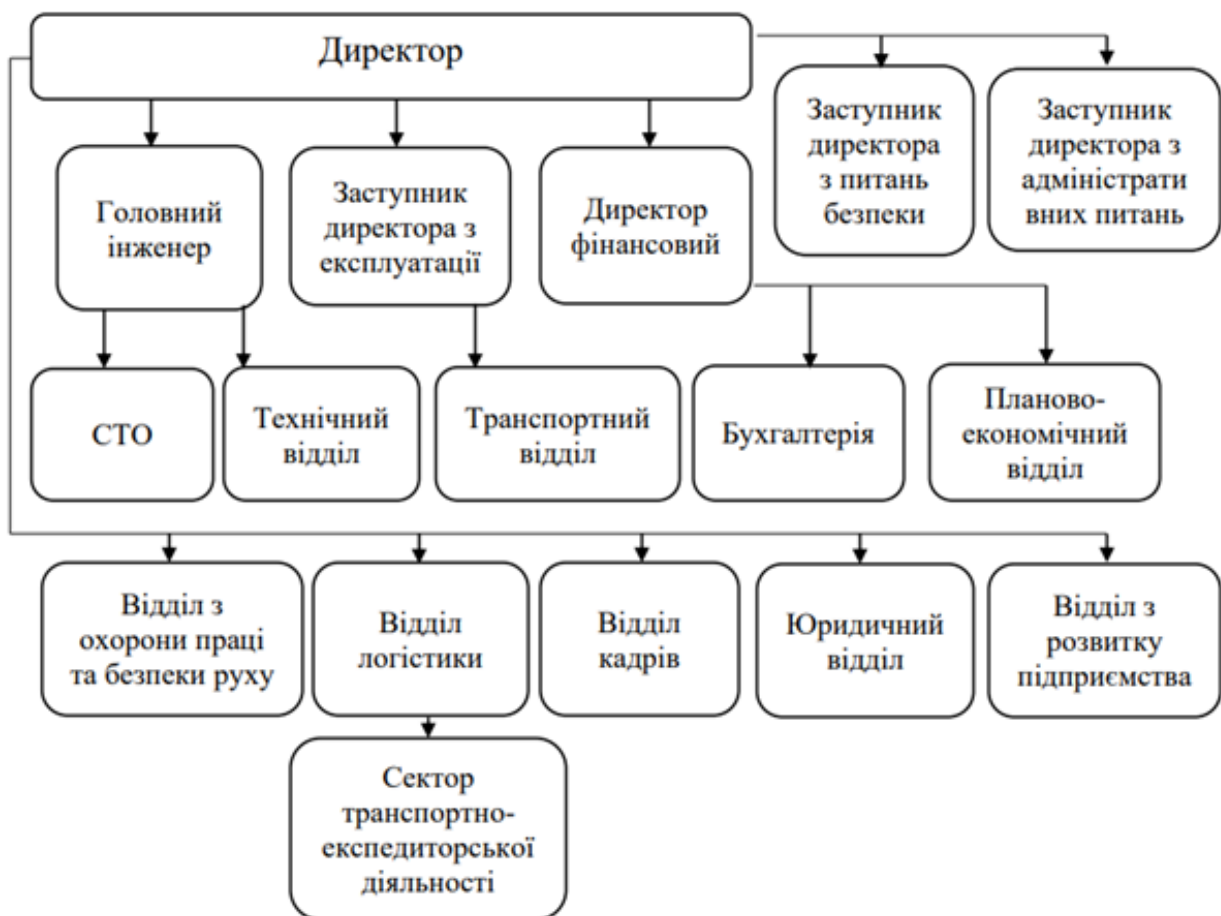 Директор
Заступник
директора
з питань
безпеки
Заступник
директора з
адміністрати
вних питань
Головний
інженер
Заступник
директора з
експлуатації
Директор
фінансовий
СТО
Технічний
відділ
Транспортний
відділ
Бухгалтерія
Планово-
економічний
відділ
Відділ з
охорони праці
та безпеки руху
Відділ
логістики
Відділ
кадрів
Юридичний
відділ
Відділ з
розвитку
підприємства
Сектор
транспортно-
експедиторської
діяльності